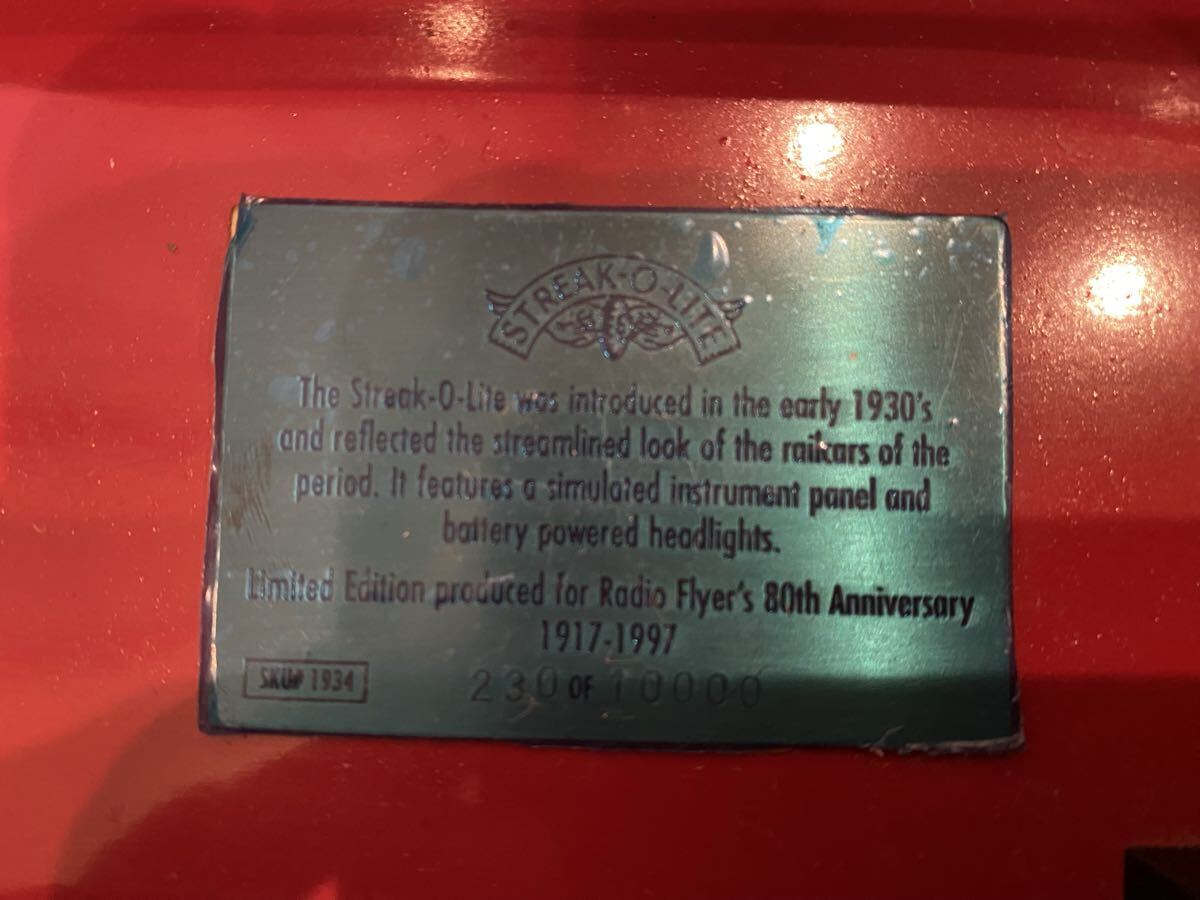 STREAK-O-LITE
The Streak-O-Lite was introduced in the early 1930's
and reflected the streamlined look of the railcars of the
period. It features a simulated instrument panel and
battery powered headlights.
Limited Edition produced for Radio Flyer's 80th Anniversary
1917-1997
SKU# 1934
230 OF 10000